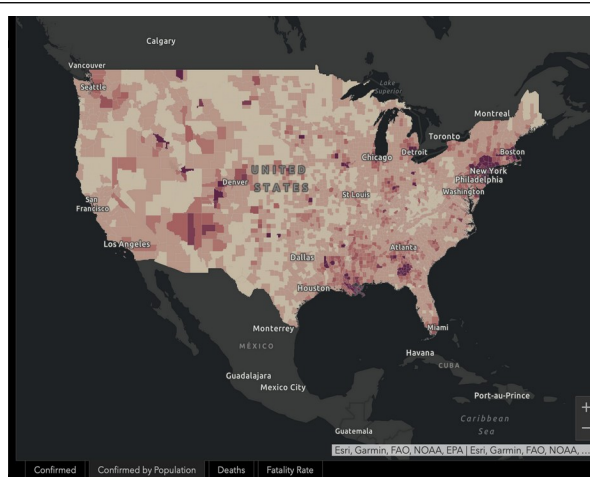 Calgary
Vancouver
Seattle
Lake
Superior
Montreal
Toronto
Chicago
Detroit
Boston
New York
Philadelphia
UNITED
STATES
Denver
St Louis
Washington
San
Francisco
Los Angeles
Atlanta
Dallas
Houston
Monterrey
Miami
MÉXICO
Havana
CUBA
Guadalajara
Mexico City
Port-au-Prince
Caribbean
Sea
Guatemala
+
−
Esri, Garmin, FAO, NOAA, EPA | Esri, Garmin, FAO, NOAA, ...
Confirmed
Confirmed by Population
Deaths
Fatality Rate